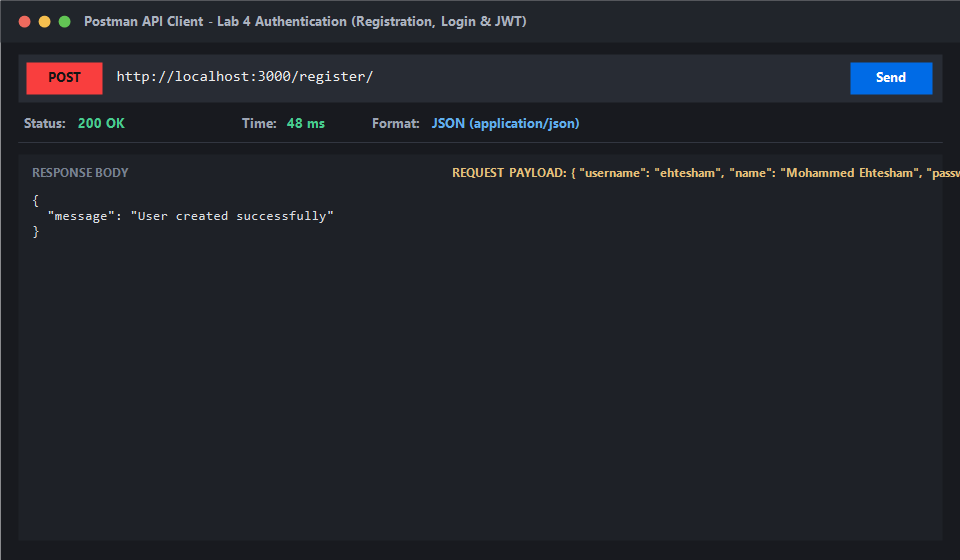 Postman API Client - Lab 4 Authentication (Registration, Login & JWT)
POST http://localhost:3000/register/ Send
Status: 200 OK Time: 48 ms Format: JSON (application/json)
RESPONSE BODY REQUEST PAYLOAD: { "username": "ehtesham", "name": "Mohammed Ehtesham", "passw
{
"message": "User created successfully"
}